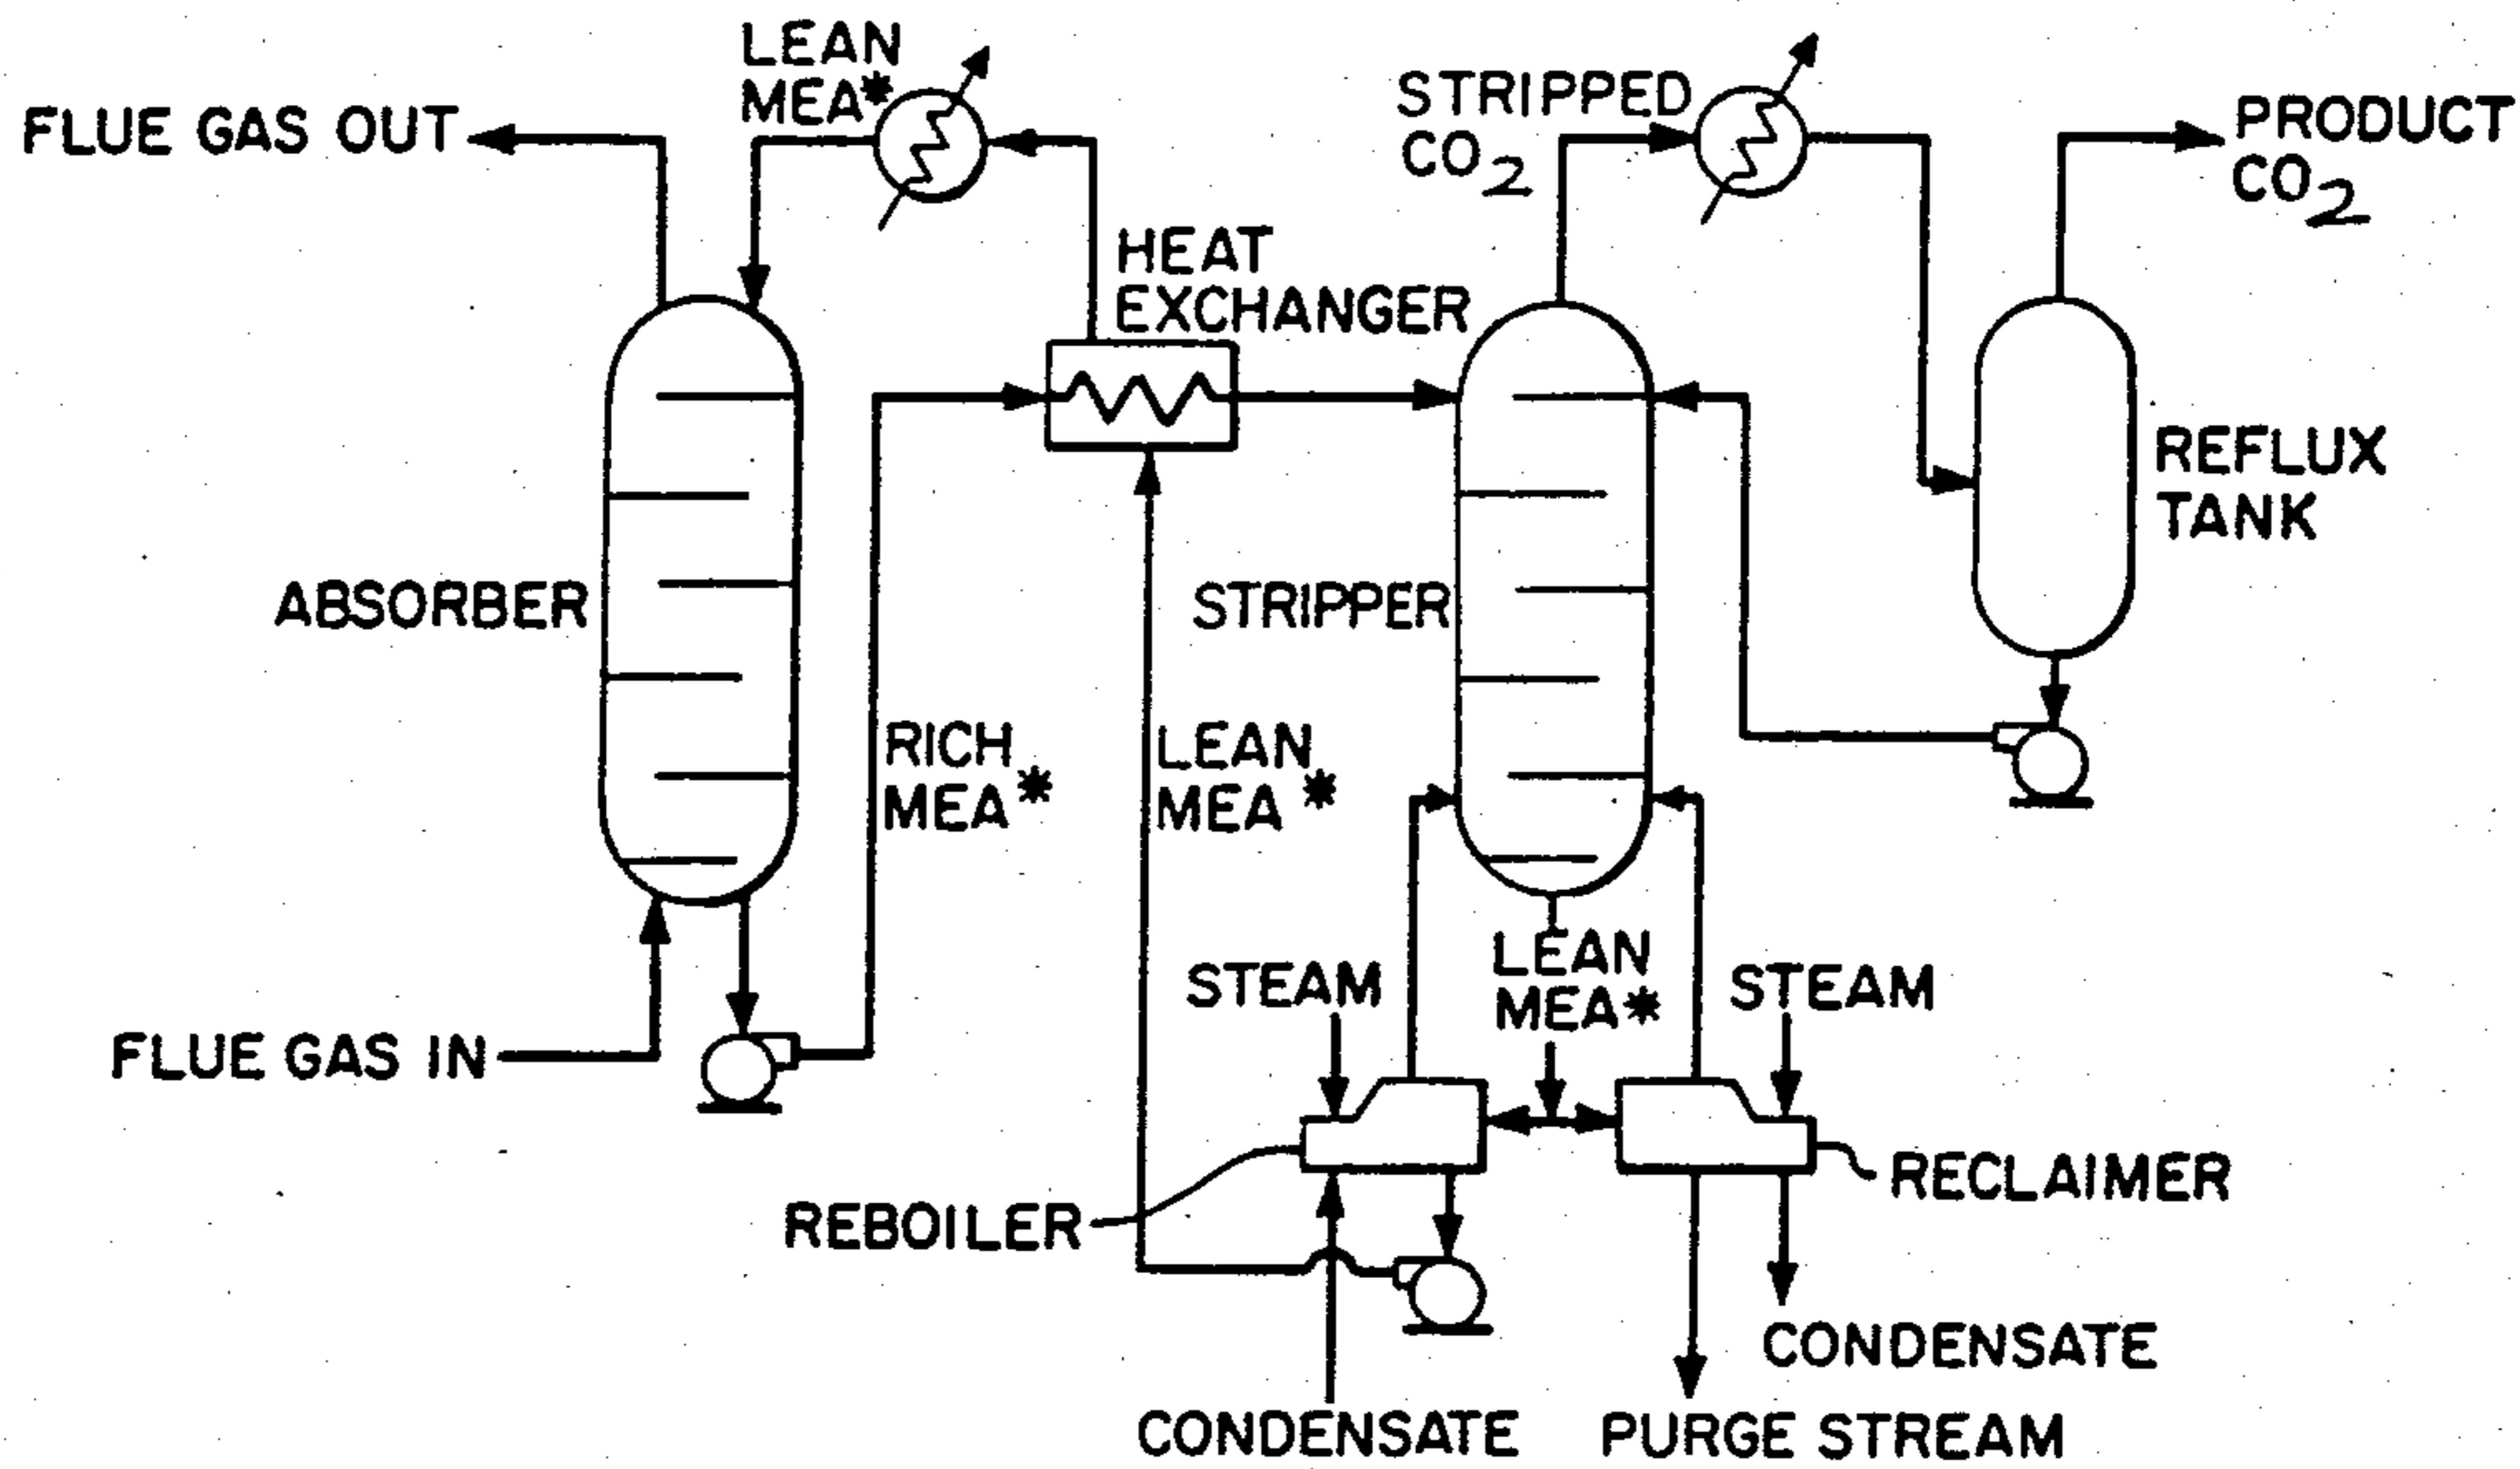 LEAN
MEA*
FLUE GAS OUT
STRIPPED
CO2
PRODUCT
CO2
HEAT
EXCHANGER
REFLUX
TANK
ABSORBER
STRIPPER
RICH
MEA*
LEAN
MEA*
LEAN
MEA*
STEAM
STEAM
FLUE GAS IN
RECLAIMER
REBOILER
CONDENSATE
CONDENSATE
PURGE STREAM